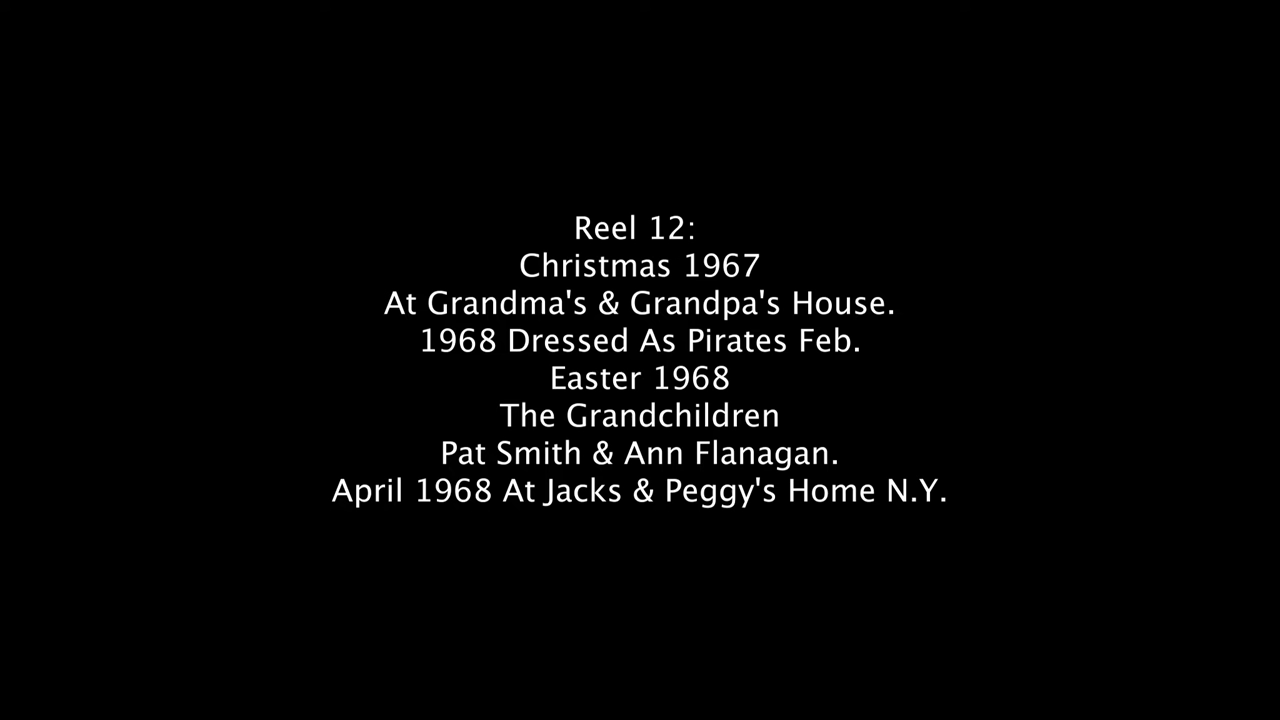 Reel 12:
Christmas 1967
At Grandma's & Grandpa's House.
1968 Dressed As Pirates Feb.
Easter 1968
The Grandchildren
Pat Smith & Ann Flanagan.
April 1968 At Jacks & Peggy's Home N.Y.